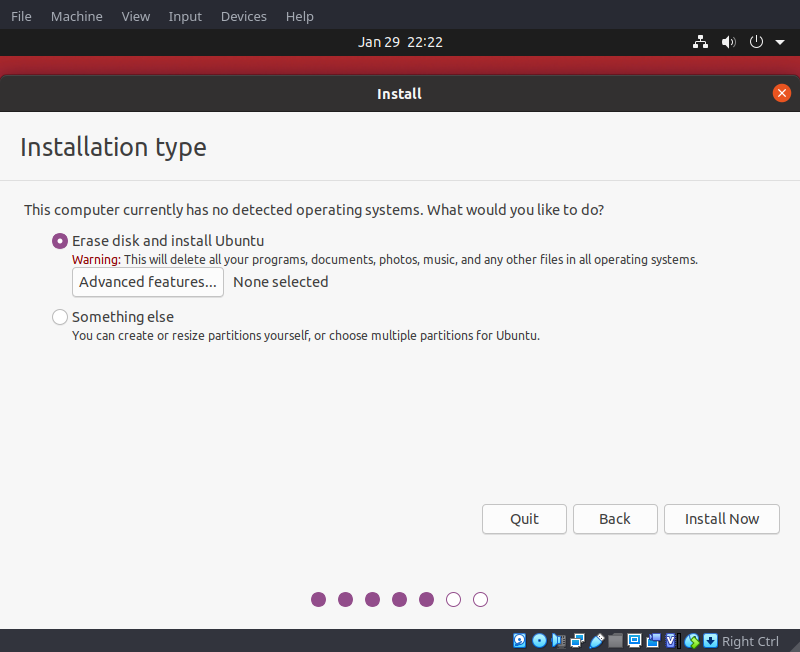 File Machine View Input Devices Help
Jan 29 22:22
Install
Installation type
This computer currently has no detected operating systems. What would you like to do?
Erase disk and install Ubuntu
Warning: This will delete all your programs, documents, photos, music, and any other files in all operating systems.
Advanced features... None selected
Something else
You can create or resize partitions yourself, or choose multiple partitions for Ubuntu.
Quit Back Install Now
Right Ctrl